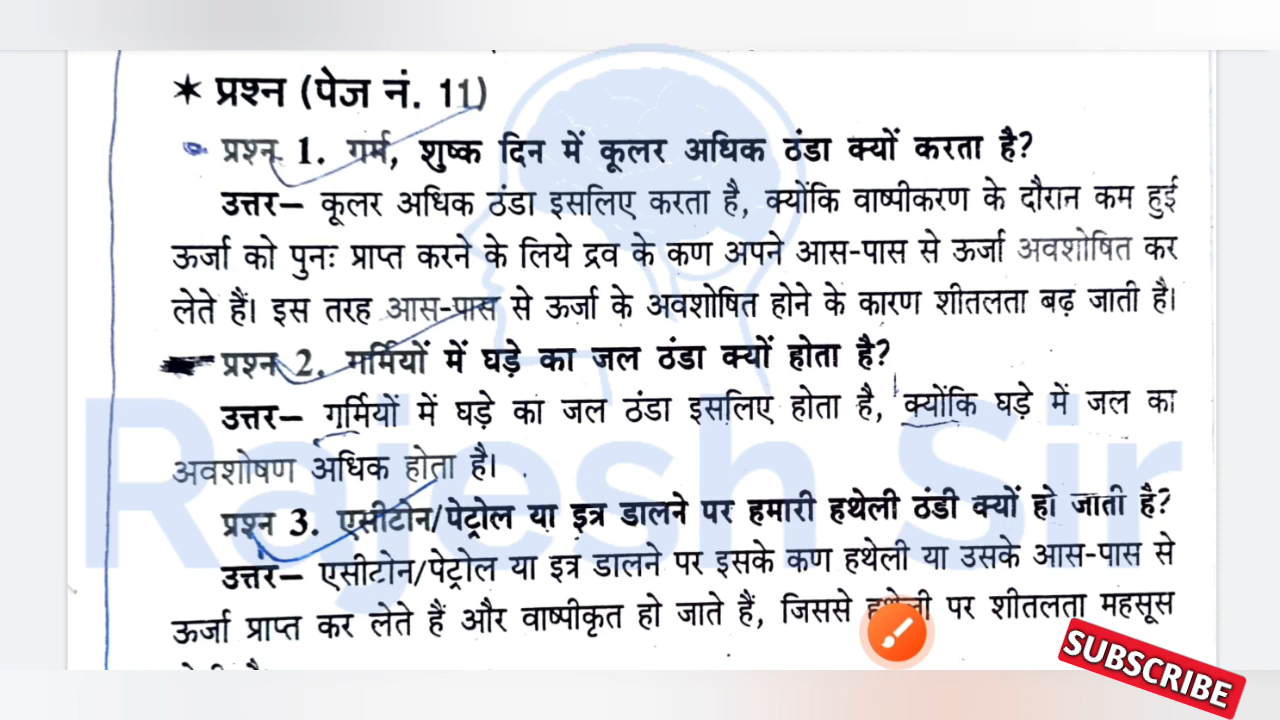 ★ प्रश्न (पेज नं. 11)
प्रश्न 1. गर्म, शुष्क दिन में कूलर अधिक ठंडा क्यों करता है?
उत्तर– कूलर अधिक ठंडा इसलिए करता है, क्योंकि वाष्पीकरण के दौरान कम हुई
ऊर्जा को पुनः प्राप्त करने के लिये द्रव के कण अपने आस-पास से ऊर्जा अवशोषित कर
लेते हैं। इस तरह आस-पास से ऊर्जा के अवशोषित होने के कारण शीतलता बढ़ जाती है।
प्रश्न 2. गर्मियों में घड़े का जल ठंडा क्यों होता है?
उत्तर– गर्मियों में घड़े का जल ठंडा इसलिए होता है, क्योंकि घड़े में जल का
अवशोषण अधिक होता है।
Rajesh Sir
प्रश्न 3. एसीटोन/पेट्रोल या इत्र डालने पर हमारी हथेली ठंडी क्यों हो जाती है?
उत्तर– एसीटोन/पेट्रोल या इत्र डालने पर इसके कण हथेली या उसके आस-पास से
ऊर्जा प्राप्त कर लेते हैं और वाष्पीकृत हो जाते हैं, जिससे हथेली पर शीतलता महसूस
SUBSCRIBE